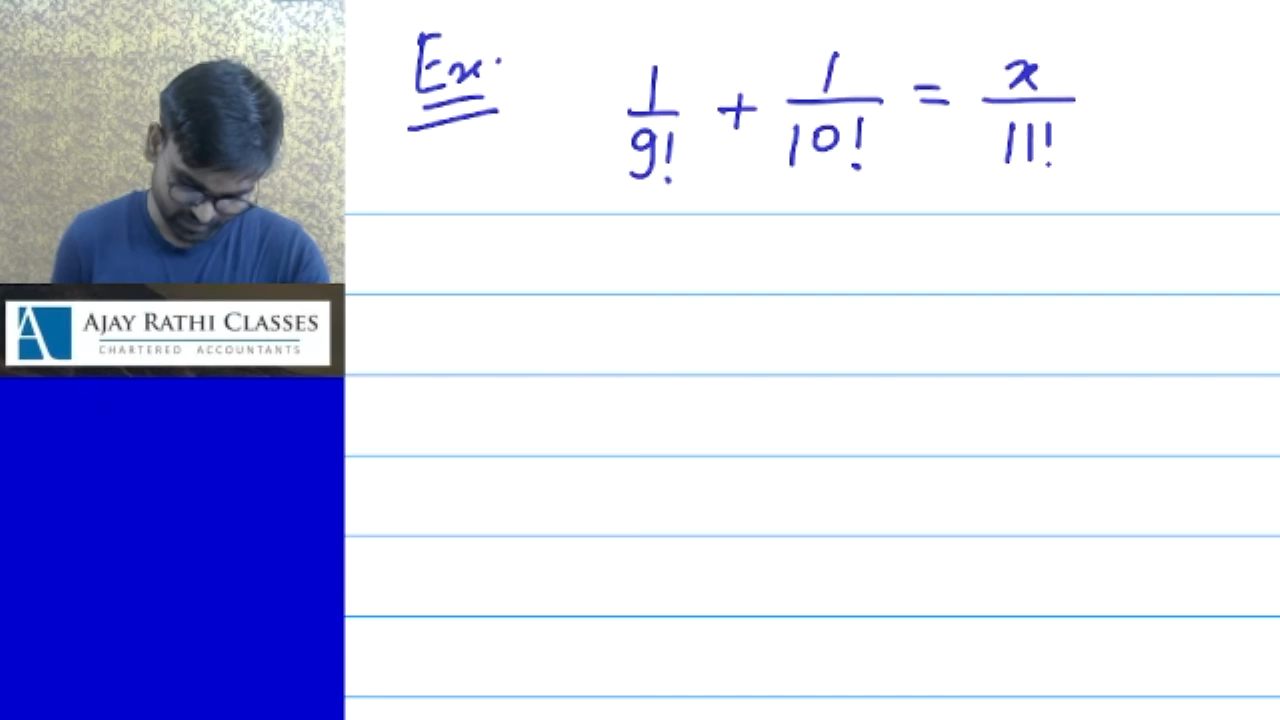 Ex. 1/9! + 1/10! = x/11!
AJAY RATHI CLASSES
CHARTERED ACCOUNTANTS